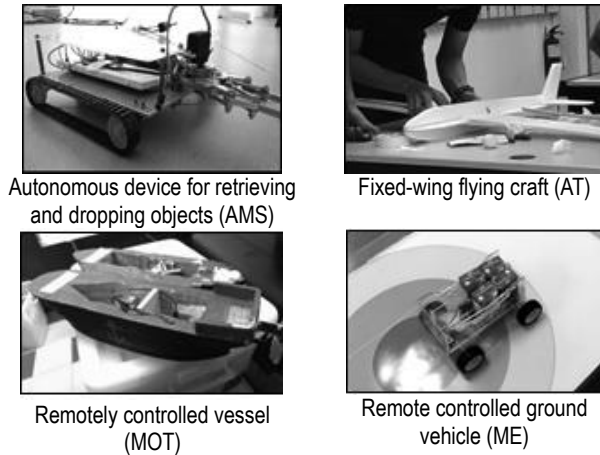 Autonomous device for retrieving
and dropping objects (AMS)
Fixed-wing flying craft (AT)
Remotely controlled vessel
(MOT)
Remote controlled ground
vehicle (ME)